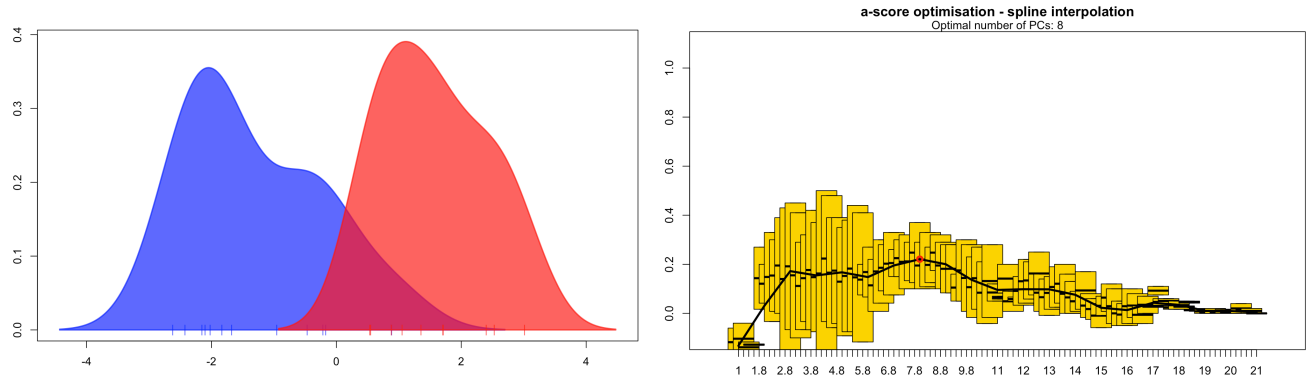 a-score optimisation - spline interpolation
Optimal number of PCs: 8
0.4
0.3
0.2
0.1
0.0
-4 -2 0 2 4
1.0
0.8
0.6
0.4
0.2
0.0
1 1.8 2.8 3.8 4.8 5.8 6.8 7.8 8.8 9.8 11 12 13 14 15 16 17 18 19 20 21